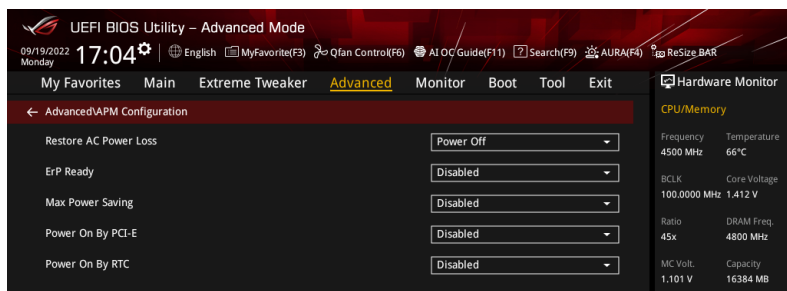 UEFI BIOS Utility – Advanced Mode
09/19/2022 Monday 17:04 English MyFavorite(F3) Qfan Control(F6) AI OC Guide(F11) ? Search(F9) AURA(F4) ReSize BAR
My Favorites Main Extreme Tweaker Advanced Monitor Boot Tool Exit
← Advanced\APM Configuration
Restore AC Power Loss Power Off
ErP Ready Disabled
Max Power Saving Disabled
Power On By PCI-E Disabled
Power On By RTC Disabled
Hardware Monitor
CPU/Memory
Frequency Temperature
4500 MHz 66°C
BCLK Core Voltage
100.0000 MHz 1.412 V
Ratio DRAM Freq.
45x 4800 MHz
MC Volt. Capacity
1.101 V 16384 MB